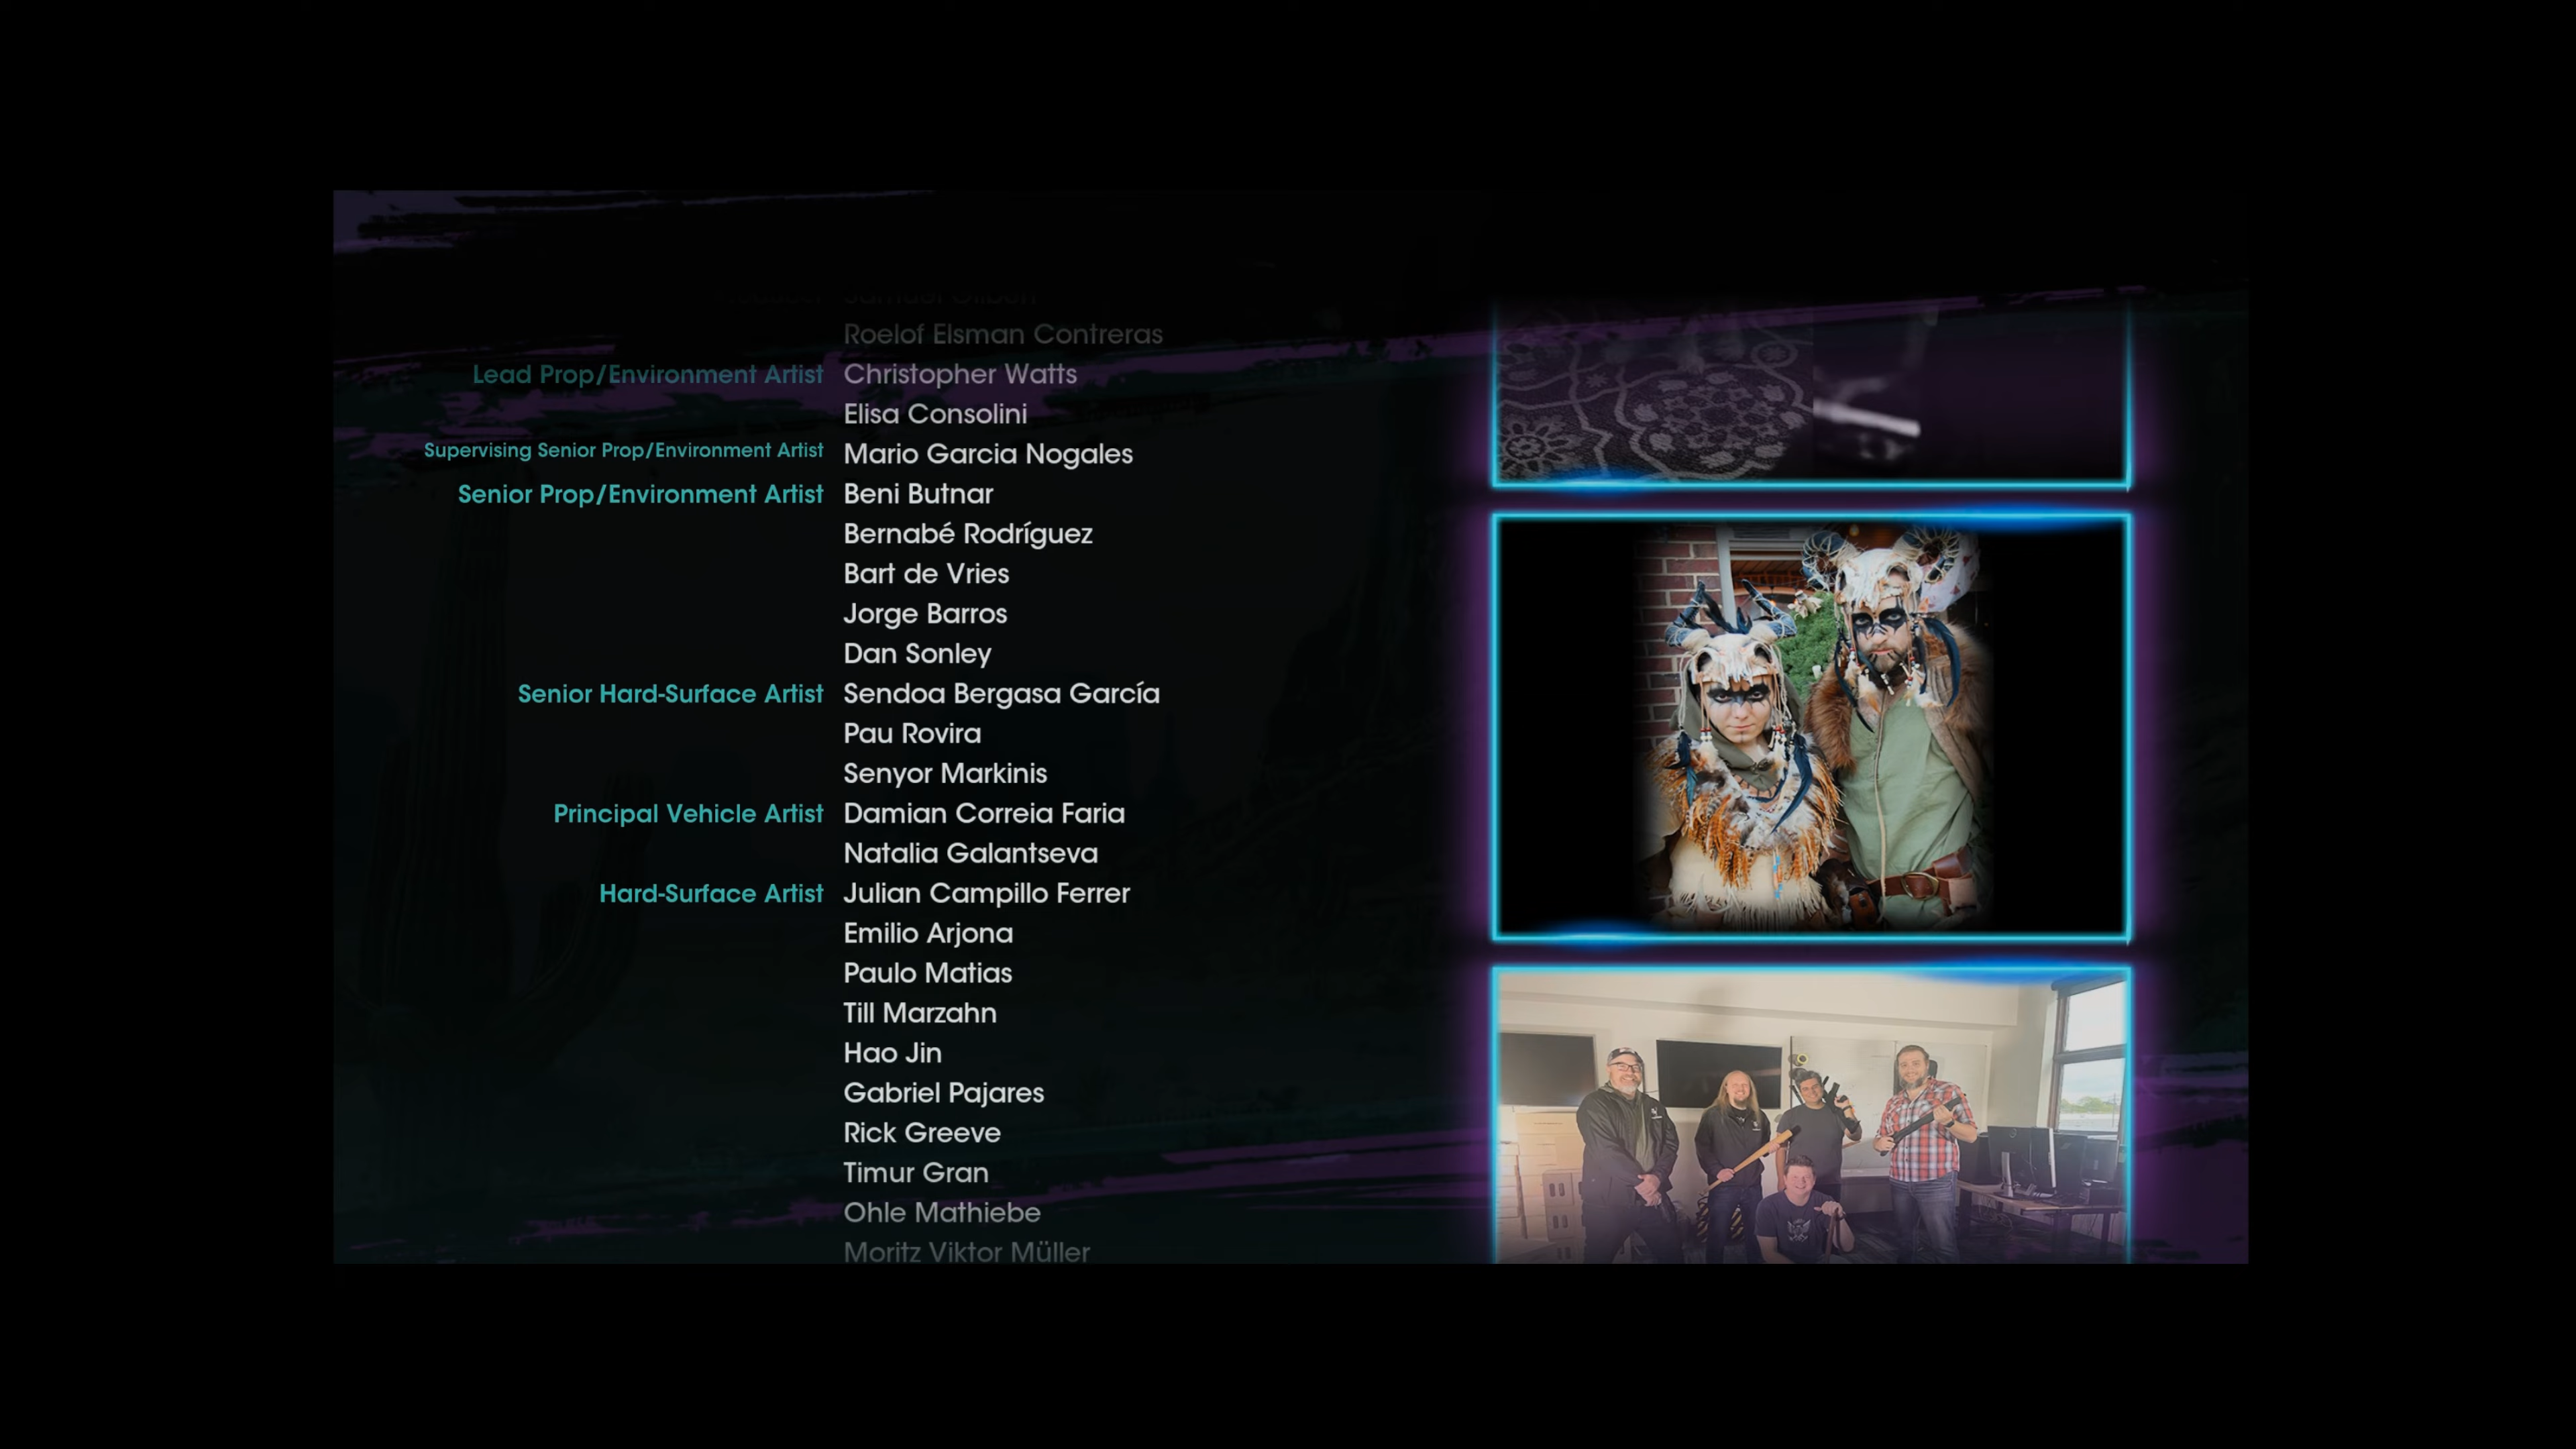 Roelof Elsman Contreras
Lead Prop/Environment Artist Christopher Watts
Elisa Consolini
Supervising Senior Prop/Environment Artist Mario Garcia Nogales
Senior Prop/Environment Artist Beni Butnar
Bernabé Rodríguez
Bart de Vries
Jorge Barros
Dan Sonley
Senior Hard-Surface Artist Sendoa Bergasa García
Pau Rovira
Senyor Markinis
Principal Vehicle Artist Damian Correia Faria
Natalia Galantseva
Hard-Surface Artist Julian Campillo Ferrer
Emilio Arjona
Paulo Matias
Till Marzahn
Hao Jin
Gabriel Pajares
Rick Greeve
Timur Gran
Ohle Mathiebe
Moritz Viktor Müller